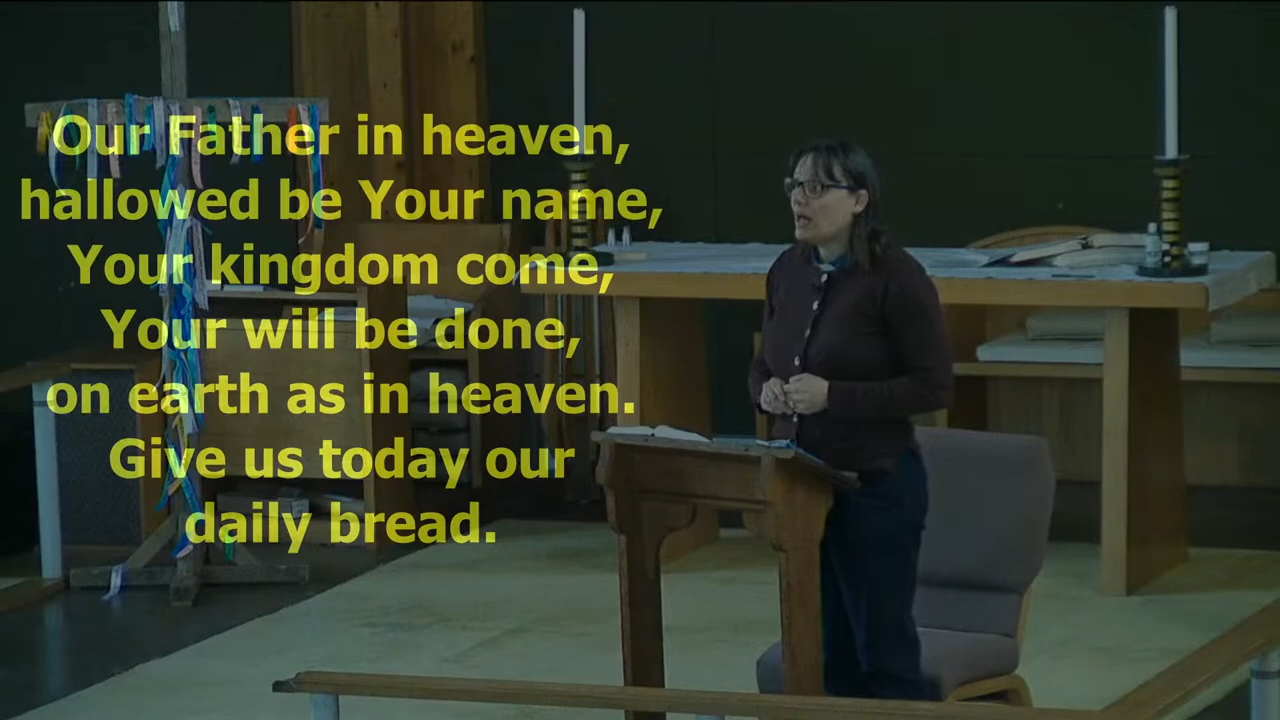 Our Father in heaven,
hallowed be Your name,
Your kingdom come,
Your will be done,
on earth as in heaven.
Give us today our
daily bread.